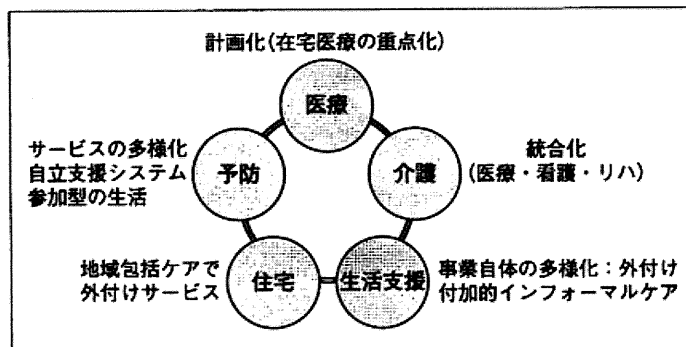 計画化(在宅医療の重点化)
医療
サービスの多様化
自立支援システム
参加型の生活
予防
介護
統合化
(医療・看護・リハ)
地域包括ケアで
外付けサービス
住宅
生活支援
事業自体の多様化：外付け
付加的インフォーマルケア